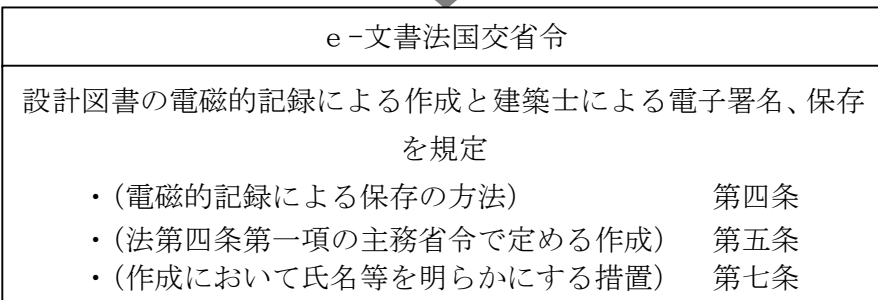 e-文書法国交省令
設計図書の電磁的記録による作成と建築士による電子署名、保存
を規定
・(電磁的記録による保存の方法) 第四条
・(法第四条第一項の主務省令で定める作成) 第五条
・(作成において氏名等を明らかにする措置) 第七条